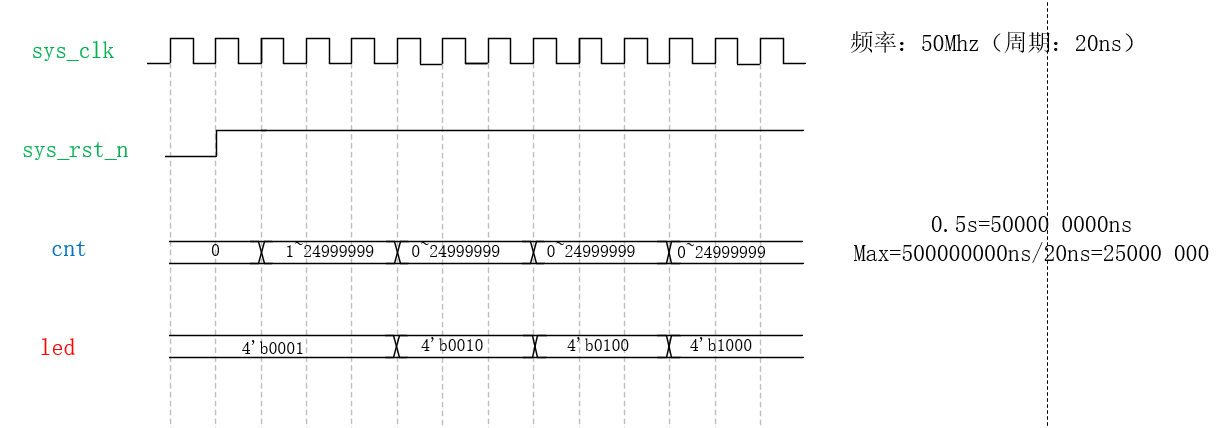 sys_clk
频率：50Mhz（周期：20ns）
sys_rst_n
0.5s=50000 0000ns
cnt
0
1~24999999
0~24999999
0~24999999
0~24999999
Max=500000000ns/20ns=25000 000
led
4'b0001
4'b0010
4'b0100
4'b1000